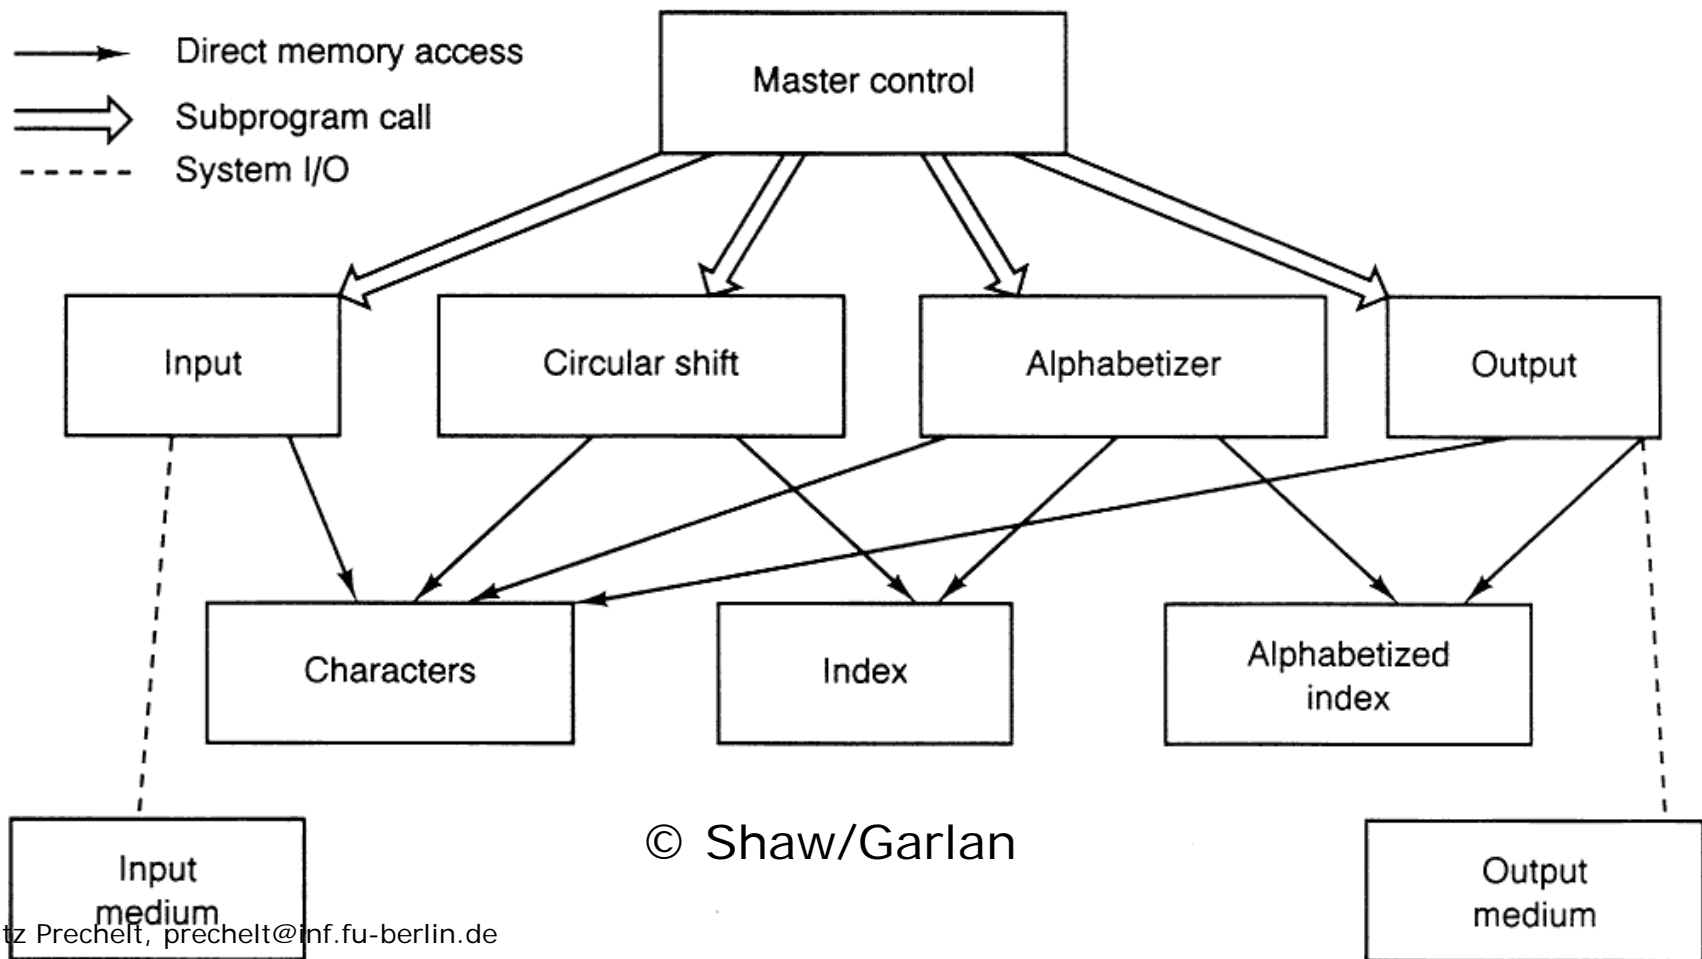 Direct memory access
Subprogram call
System I/O
Master control
Input
Circular shift
Alphabetizer
Output
Characters
Index
Alphabetized
index
Input
medium
© Shaw/Garlan
Output
medium
tz Prechelt, prechelt@inf.fu-berlin.de